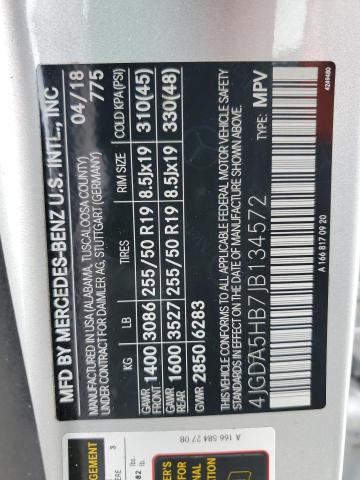 MFD BY MERCEDES-BENZ U.S. INTL., INC
MANUFACTURED IN USA (ALABAMA, TUSCALOOSA COUNTY) 04/18
UNDER CONTRACT FOR DAIMLER AG, STUTTGART (GERMANY) 775
KG LB TIRES RIM SIZE COLD KPA(PSI)
GAWR FRONT 1400 3086 255/50 R19 8.5Jx19 310(45)
GAWR REAR 1600 3527 255/50 R19 8.5Jx19 330(48)
GVWR 2850 6283
THIS VEHICLE CONFORMS TO ALL APPLICABLE FEDERAL MOTOR VEHICLE SAFETY
STANDARDS IN EFFECT ON THE DATE OF MANUFACTURE SHOWN ABOVE.
4JGDA5HB7JB134572 TYPE: MPV
A 166 817 09 20
4249480
A 166 584 27 08